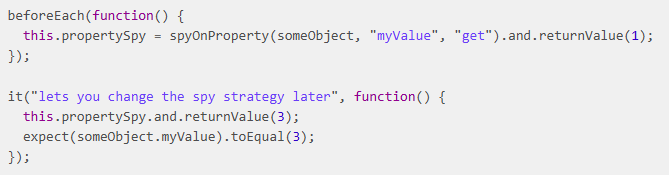 beforeEach(function() {
  this.propertySpy = spyOnProperty(someObject, "myValue", "get").and.returnValue(1);
});

it("lets you change the spy strategy later", function() {
  this.propertySpy.and.returnValue(3);
  expect(someObject.myValue).toEqual(3);
});